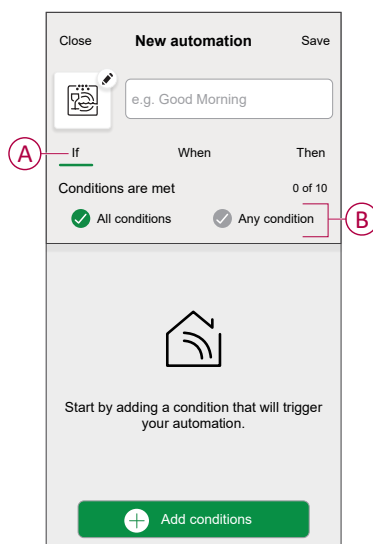 Close New automation Save
e.g. Good Morning
A If When Then
Conditions are met 0 of 10
All conditions Any condition B
Start by adding a condition that will trigger
your automation.
Add conditions